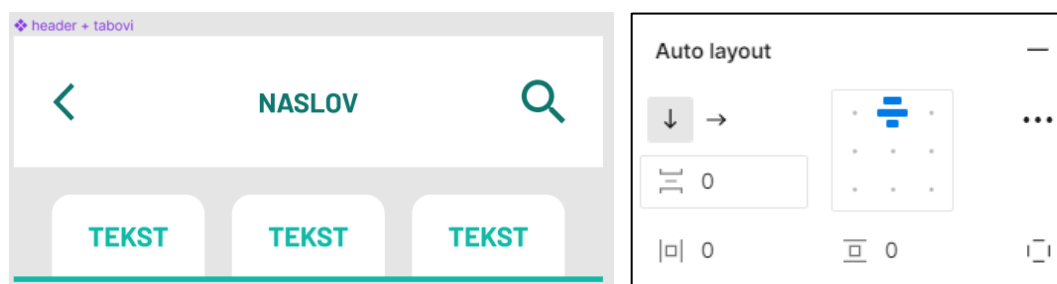 header + tabovi
NASLOV
TEKST
TEKST
TEKST
Auto layout
0
0
0